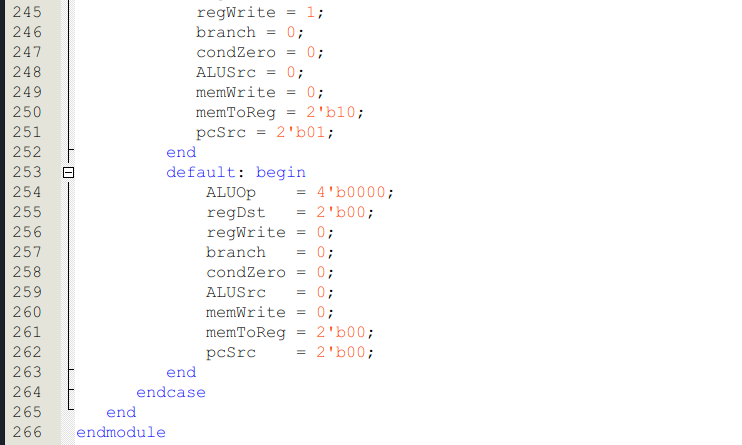 245 regWrite = 1;
246 branch = 0;
247 condZero = 0;
248 ALUSrc = 0;
249 memWrite = 0;
250 memToReg = 2'b10;
251 pcSrc = 2'b01;
252 end
253 default: begin
254 ALUOp    = 4'b0000;
255 regDst   = 2'b00;
256 regWrite = 0;
257 branch   = 0;
258 condZero = 0;
259 ALUSrc   = 0;
260 memWrite = 0;
261 memToReg = 2'b00;
262 pcSrc    = 2'b00;
263 end
264 endcase
265 end
266 endmodule